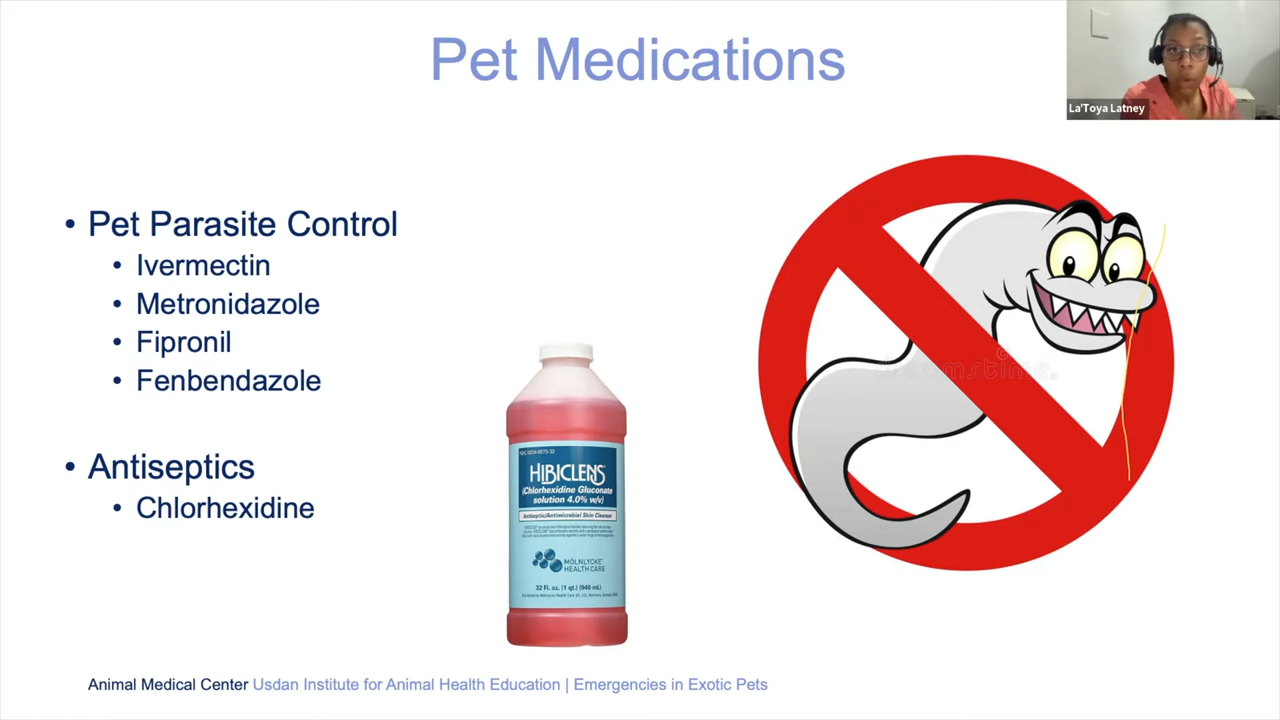 Pet Medications
La'Toya Latney
• Pet Parasite Control
• Ivermectin
• Metronidazole
• Fipronil
• Fenbendazole
• Antiseptics
• Chlorhexidine
HIBICLENS
(Chlorhexidine Gluconate
solution 4.0% w/v)
Antiseptic/Antimicrobial Skin Cleanser
MÖLNLYCKE
HEALTH CARE
32 Fl. oz. (1 qt.) (946 mL)
dreamstime.
Animal Medical Center Usdan Institute for Animal Health Education | Emergencies in Exotic Pets